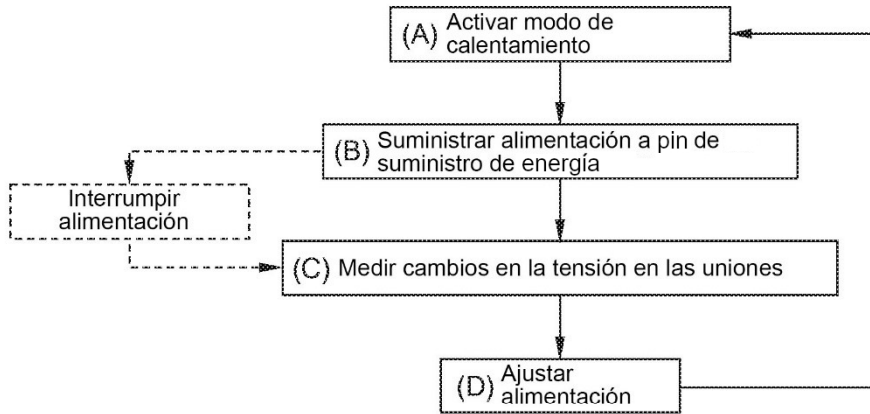 (A) Activar modo de
calentamiento
(B) Suministrar alimentación a pin de
suministro de energía
Interrumpir
alimentación
(C) Medir cambios en la tensión en las uniones
(D) Ajustar
alimentación